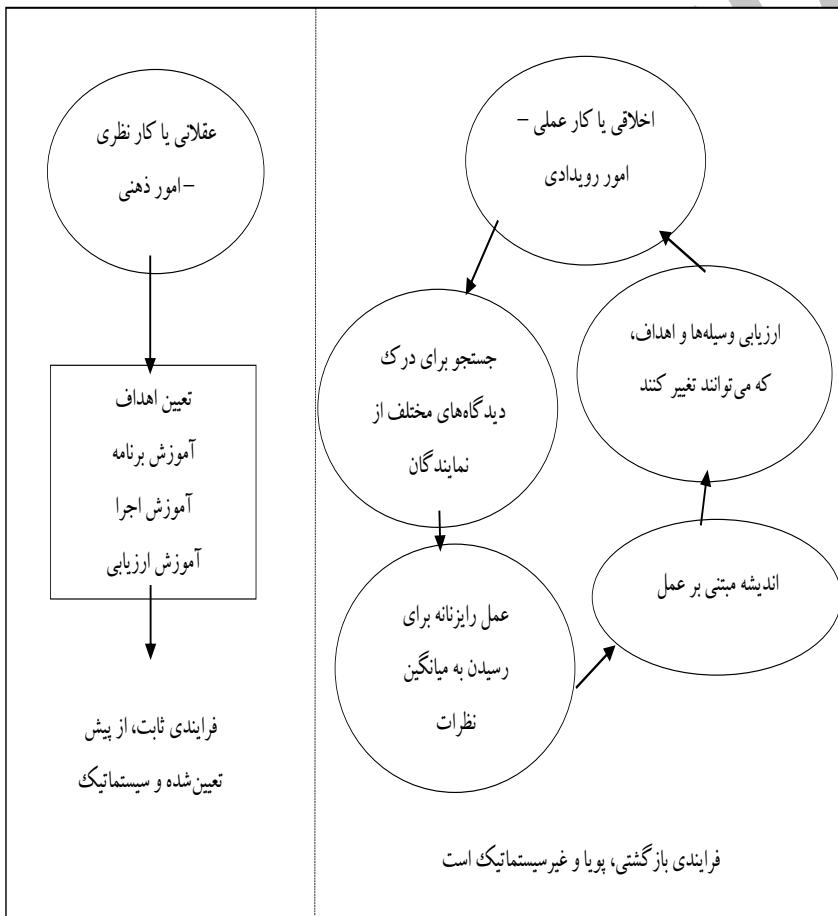 اخلاقی یا کار عملی –
امور رویدادی
جستجو برای درک
دیدگاه‌های مختلف از
نمایندگان
عمل رایزنانه برای
رسیدن به میانگین
نظرات
اندیشه مبتنی بر عمل
ارزیابی وسیله‌ها و اهداف،
که می‌توانند تغییر کنند
فرایندی بازگشتی، پویا و غیرسیستماتیک است
عقلانی یا کار نظری
–امور ذهنی
تعیین اهداف
آموزش برنامه
آموزش اجرا
آموزش ارزیابی
فرایندی ثابت، از پیش
تعیین‌شده و سیستماتیک